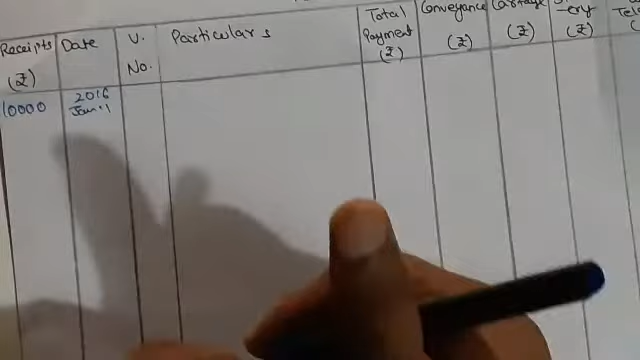 Receipts Date V. No. Particulars Total Payment (₹) Conveyance (₹) Cartage (₹) (₹)
(₹)
10000 2016 Jan-1